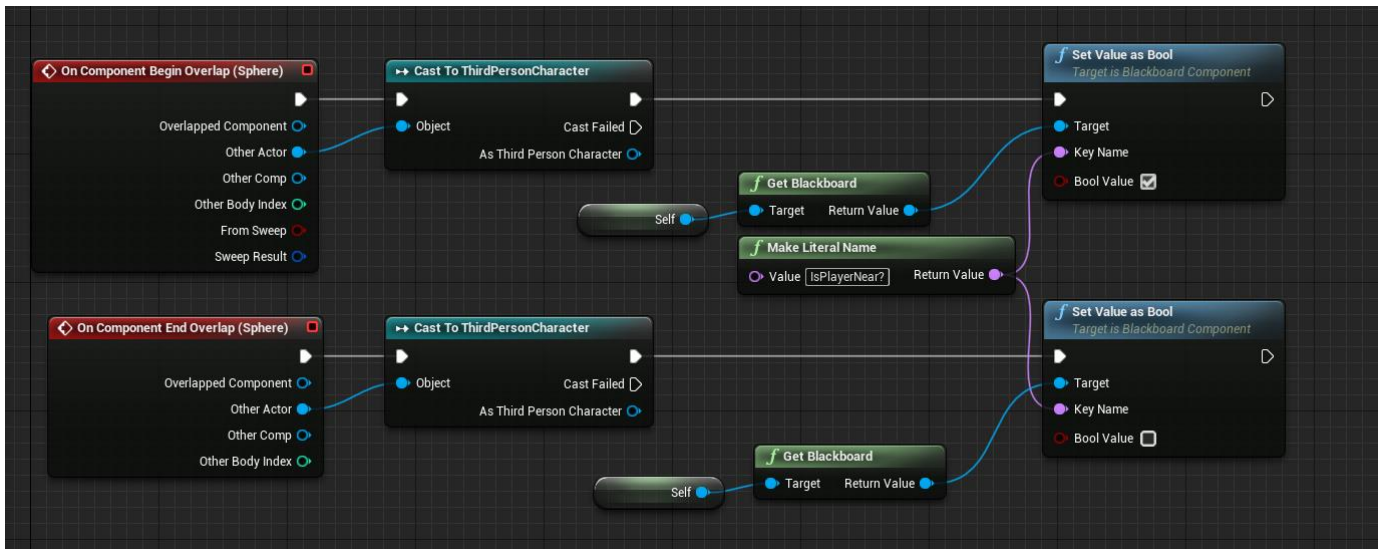 On Component Begin Overlap (Sphere)
Overlapped Component
Other Actor
Other Comp
Other Body Index
From Sweep
Sweep Result
Cast To ThirdPersonCharacter
Object
Cast Failed
As Third Person Character
Self
f Get Blackboard
Target Return Value
f Make Literal Name
Value IsPlayerNear? Return Value
f Set Value as Bool
Target is Blackboard Component
Target
Key Name
Bool Value
On Component End Overlap (Sphere)
Overlapped Component
Other Actor
Other Comp
Other Body Index
Cast To ThirdPersonCharacter
Object
Cast Failed
As Third Person Character
Self
f Get Blackboard
Target Return Value
f Set Value as Bool
Target is Blackboard Component
Target
Key Name
Bool Value